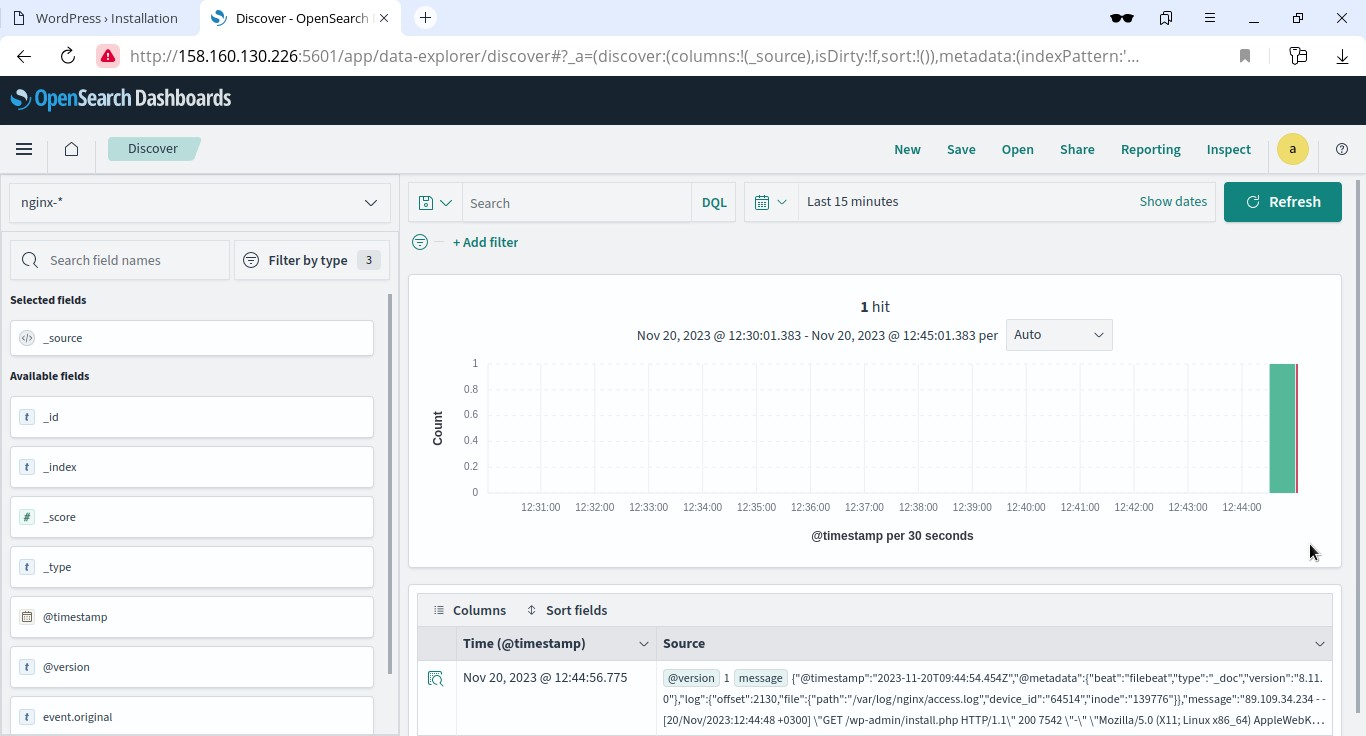 WordPress › Installation
Discover - OpenSearch
http://158.160.130.226:5601/app/data-explorer/discover#?_a=(discover:(columns:!(_source),isDirty:!f,sort:!()),metadata:(indexPattern:'...
OpenSearch Dashboards
Discover
New Save Open Share Reporting Inspect a
nginx-*
Search DQL Last 15 minutes Show dates Refresh
+ Add filter
Search field names Filter by type 3
Selected fields
_source
Available fields
t _id
t _index
# _score
t _type
@timestamp
t @version
event.original
1 hit
Nov 20, 2023 @ 12:30:01.383 - Nov 20, 2023 @ 12:45:01.383 per Auto
Count
1
0.8
0.6
0.4
0.2
0
12:31:00 12:32:00 12:33:00 12:34:00 12:35:00 12:36:00 12:37:00 12:38:00 12:39:00 12:40:00 12:41:00 12:42:00 12:43:00 12:44:00
@timestamp per 30 seconds
Columns Sort fields
Time (@timestamp) Source
Nov 20, 2023 @ 12:44:56.775 @version 1 message {"@timestamp":"2023-11-20T09:44:54.454Z","@metadata":{"beat":"filebeat","type":"_doc","version":"8.11.
0"},"log":{"offset":2130,"file":{"path":"/var/log/nginx/access.log","device_id":"64514","inode":"139776"}},"message":"89.109.34.234 - -
[20/Nov/2023:12:44:48 +0300] \"GET /wp-admin/install.php HTTP/1.1\" 200 7542 \"-\" \"Mozilla/5.0 (X11; Linux x86_64) AppleWebK...